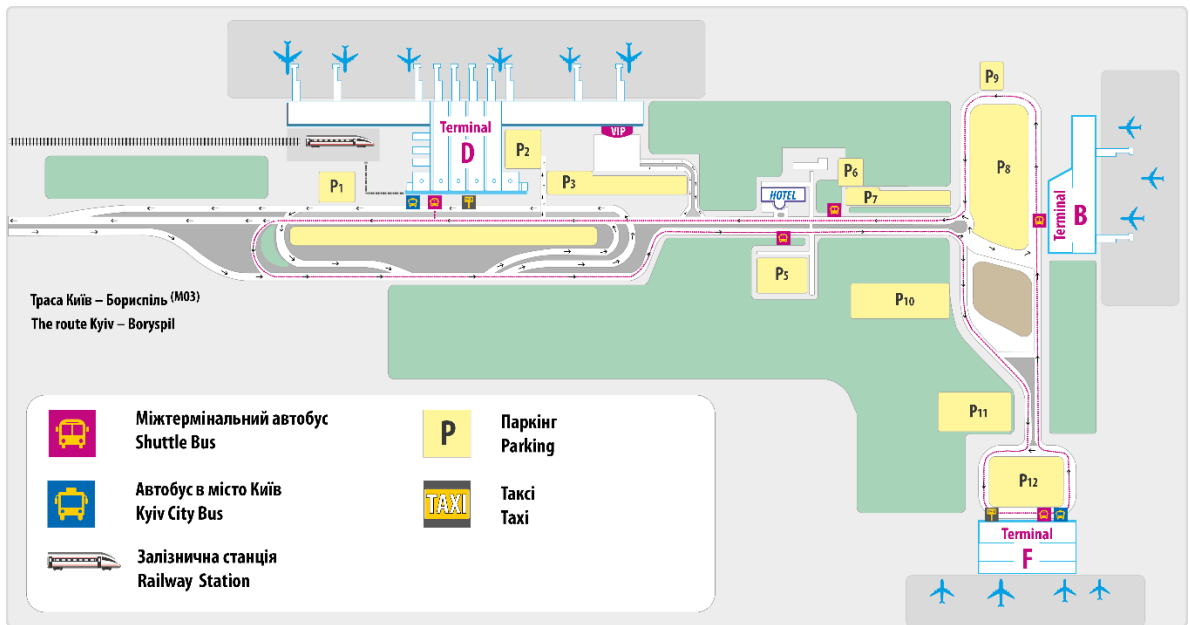 P9
Terminal
D
VIP
P2
P1
P3
P6
HOTEL
P7
P8
Terminal
B
P5
P10
Траса Київ – Бориспіль (М03)
The route Kyiv – Boryspil
P11
P12
Terminal
F
Міжтермінальний автобус
Shuttle Bus
P
Паркінг
Parking
Автобус в місто Київ
Kyiv City Bus
TAXI
Таксі
Taxi
Залізнична станція
Railway Station